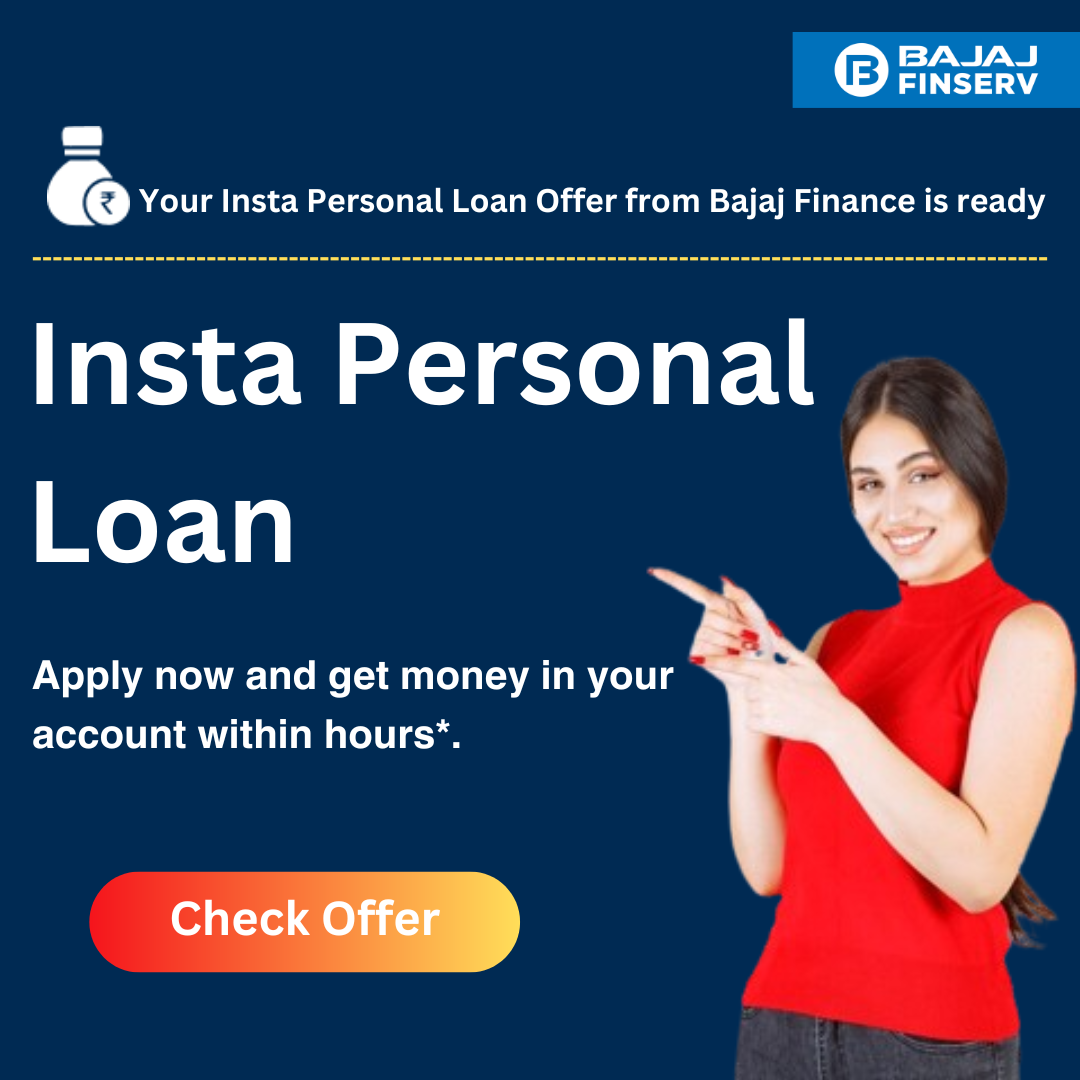 BAJAJ
FINSERV
₹
Your Insta Personal Loan Offer from Bajaj Finance is ready
Insta Personal
Loan
Apply now and get money in your
account within hours*.
Check Offer